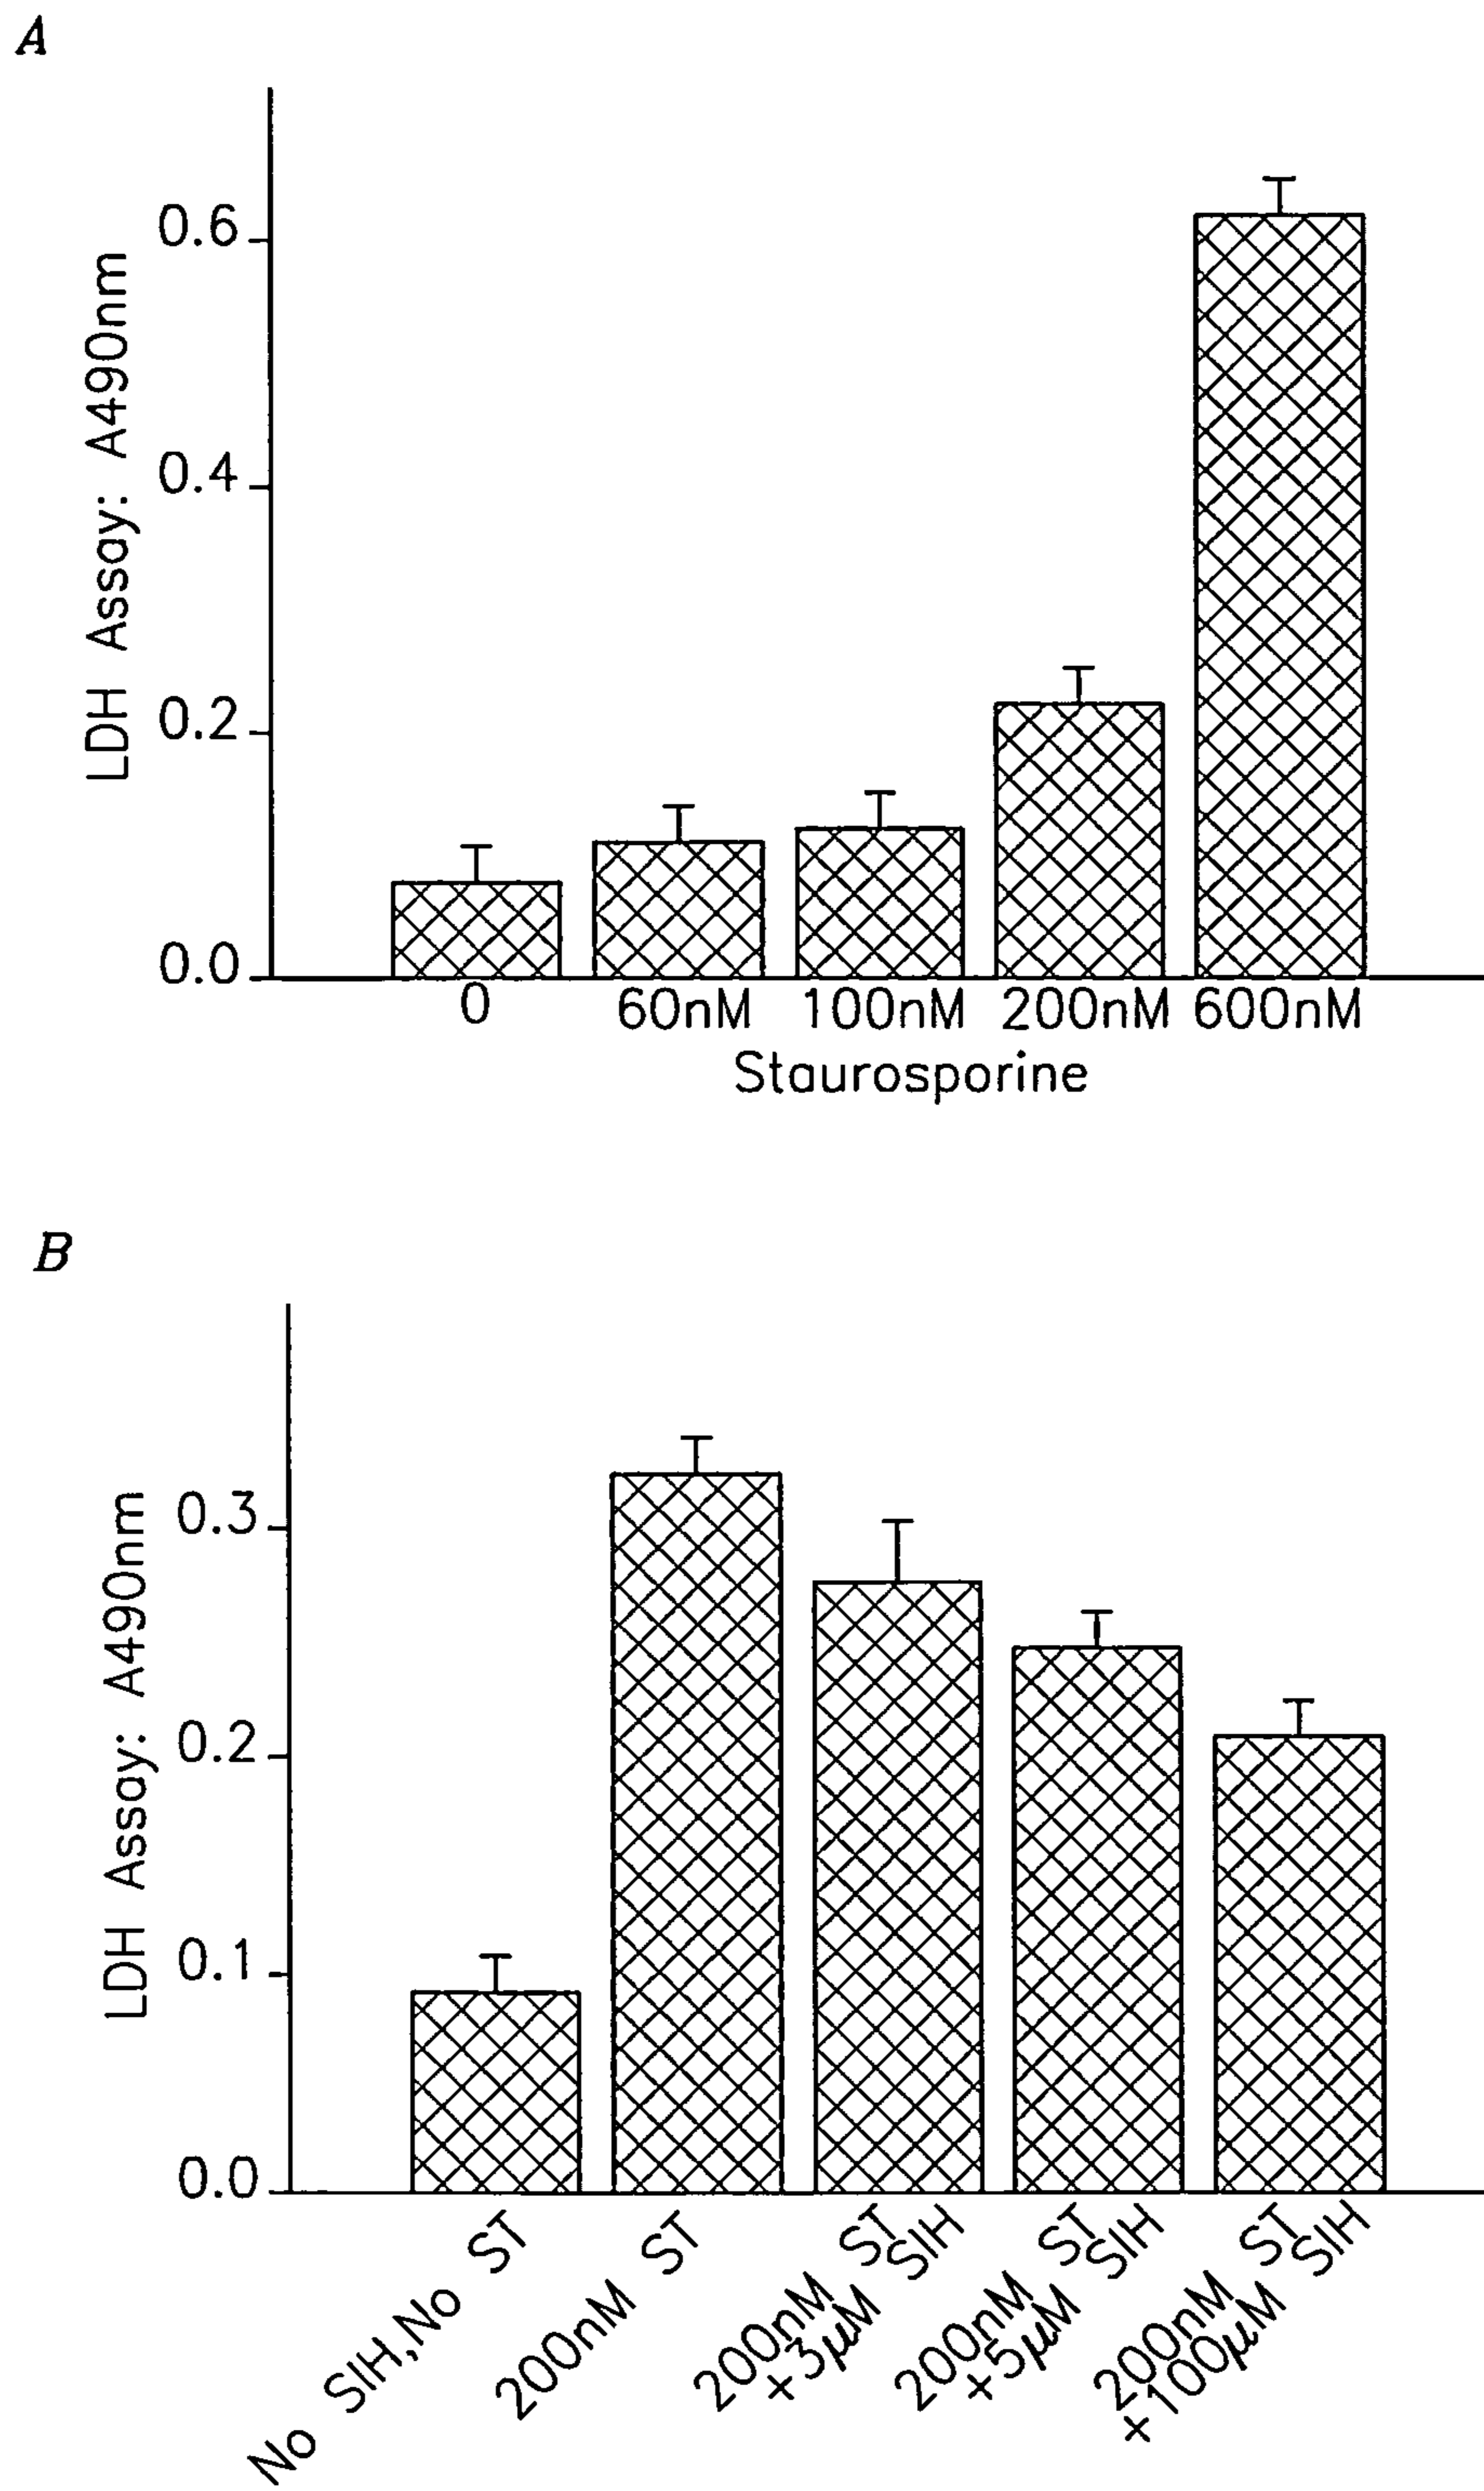 A
LDH Assay: A490nm
0.6
0.4
0.2
0.0
0
60nM
100nM
200nM
600nM
Staurosporine
B
LDH Assay: A490nm
0.3
0.2
0.1
0.0
No SIH,No ST
200nM ST
200nM ST
+3μM SIH
200nM ST
+5μM SIH
200nM ST
+100μM SIH